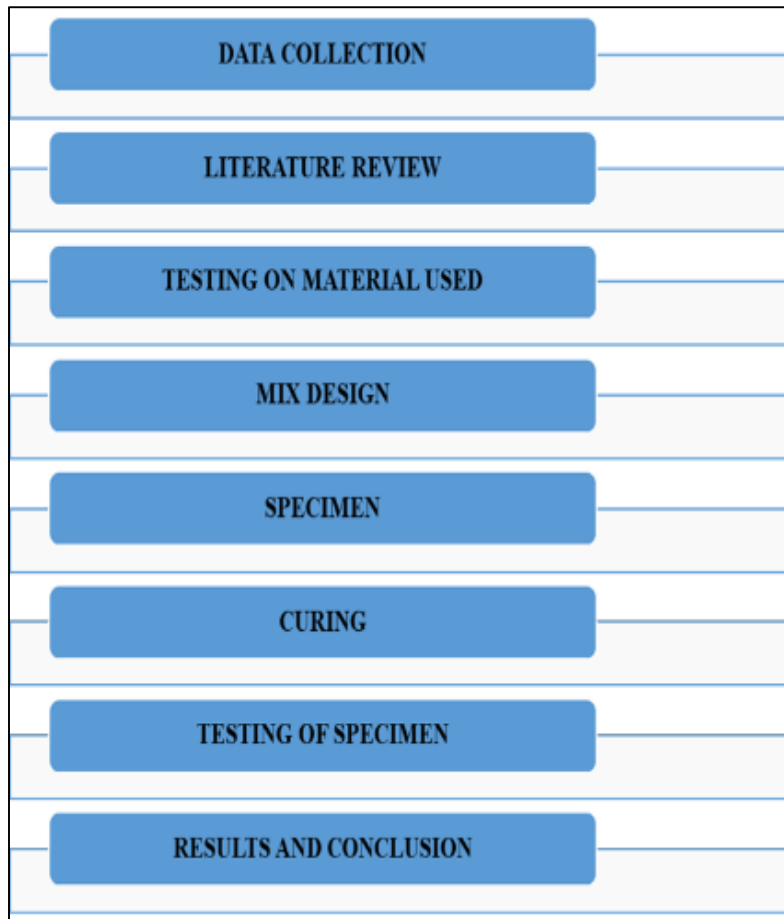 DATA COLLECTION
LITERATURE REVIEW
TESTING ON MATERIAL USED
MIX DESIGN
SPECIMEN
CURING
TESTING OF SPECIMEN
RESULTS AND CONCLUSION